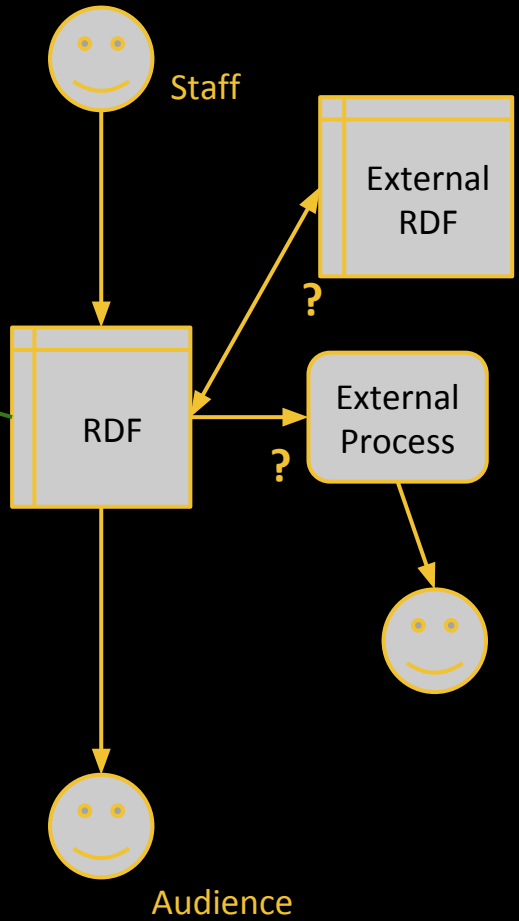 Staff
External
RDF
?
RDF
External
Process
?
Audience